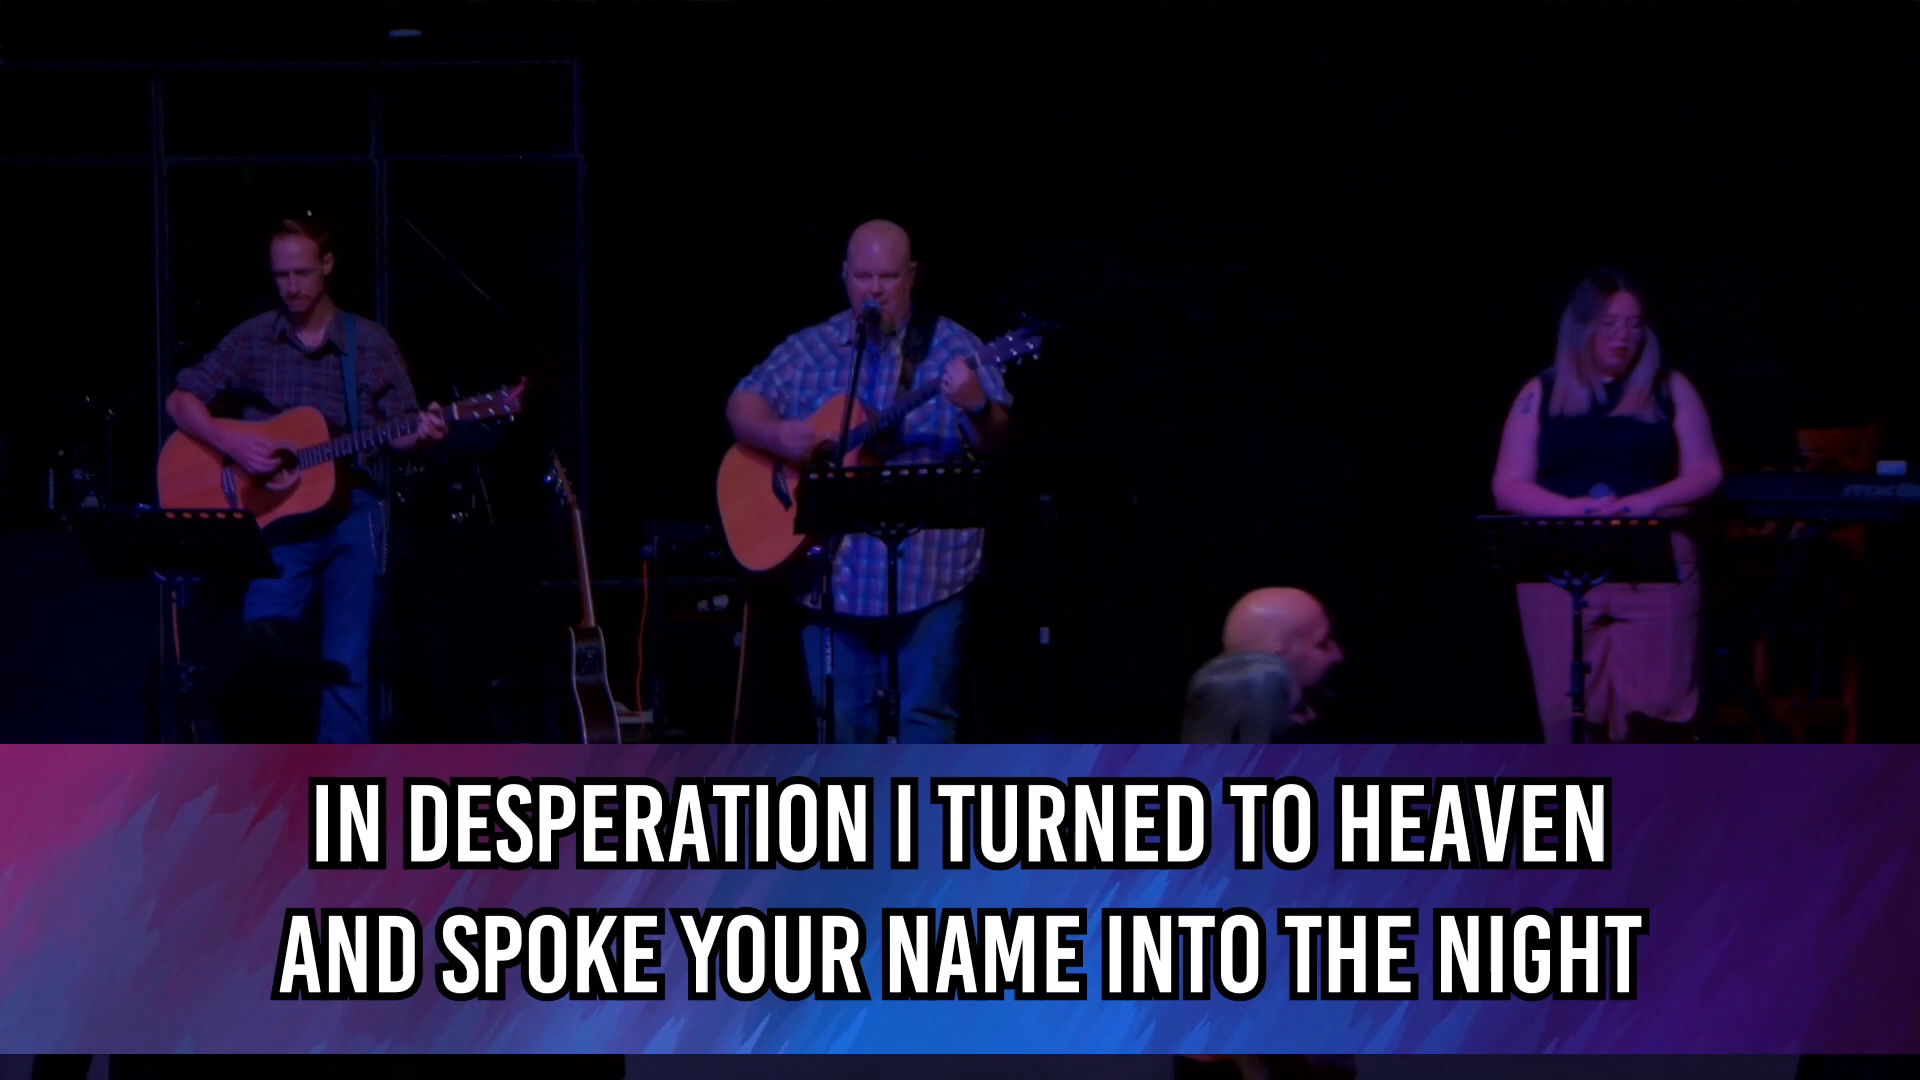 IN DESPERATION I TURNED TO HEAVEN
AND SPOKE YOUR NAME INTO THE NIGHT